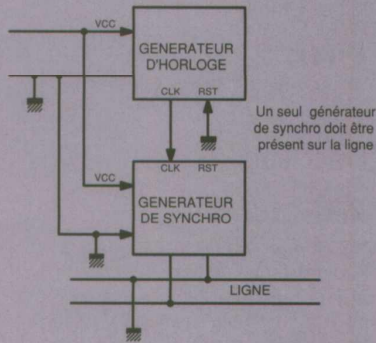 VCC
GENERATEUR
D'HORLOGE
CLK RST
Un seul générateur
de synchro doit être
présent sur la ligne
CLK RST
VCC
GENERATEUR
DE SYNCHRO
LIGNE